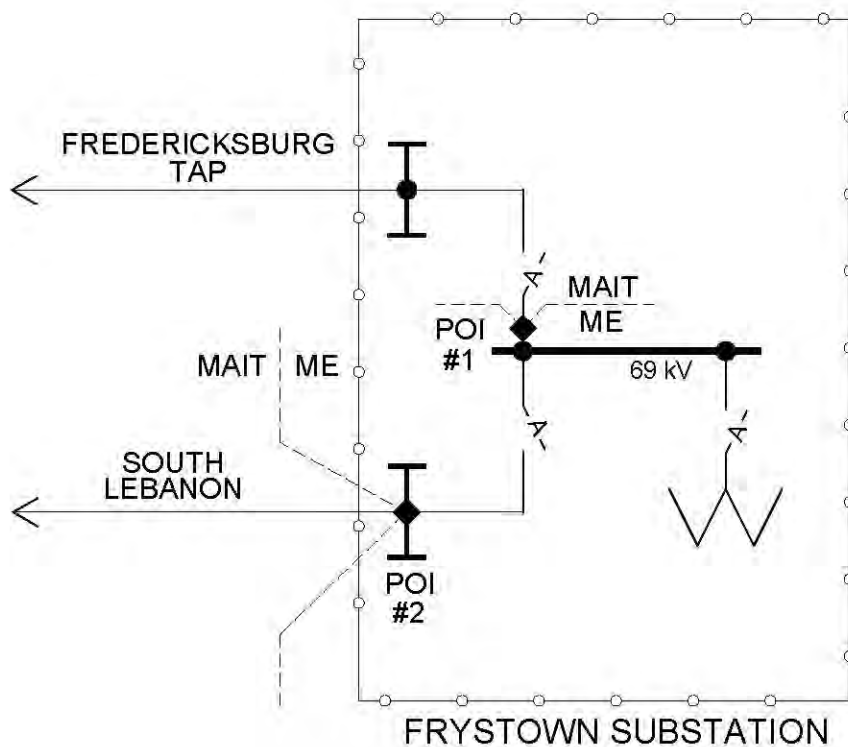 FREDERICKSBURG
TAP
A
MAIT
ME
POI
#1
69 kV
MAIT
ME
A
A
SOUTH
LEBANON
POI
#2
FRYSTOWN SUBSTATION